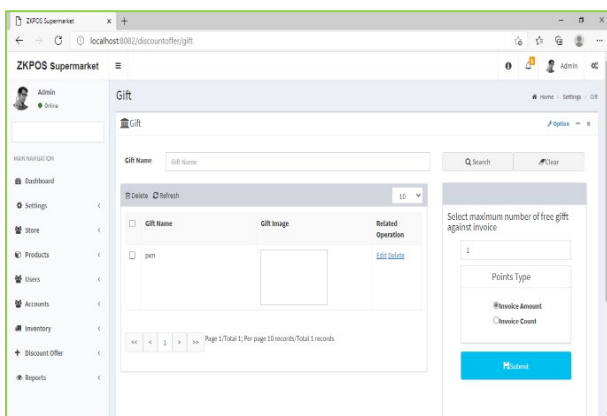 ZKPOS Supermarket
localhost:8082/discountoffer/gift
ZKPOS Supermarket
Admin
Admin
Online
Gift
Home
Settings
Gift
Gift
Option
MAIN NAVIGATION
Dashboard
Settings
Store
Products
Users
Accounts
Inventory
Discount Offer
Reports
Gift Name
Gift Name
Search
Clear
Delete Refresh
10
Gift Name Gift Image Related Operation
pen Edit Delete
<< < 1 > >> Page 1/Total 1; Per page 10 records/Total 1 records
Select maximum number of free gifft
against invoice
1
Points Type
Invoice Amount
Invoice Count
Submit